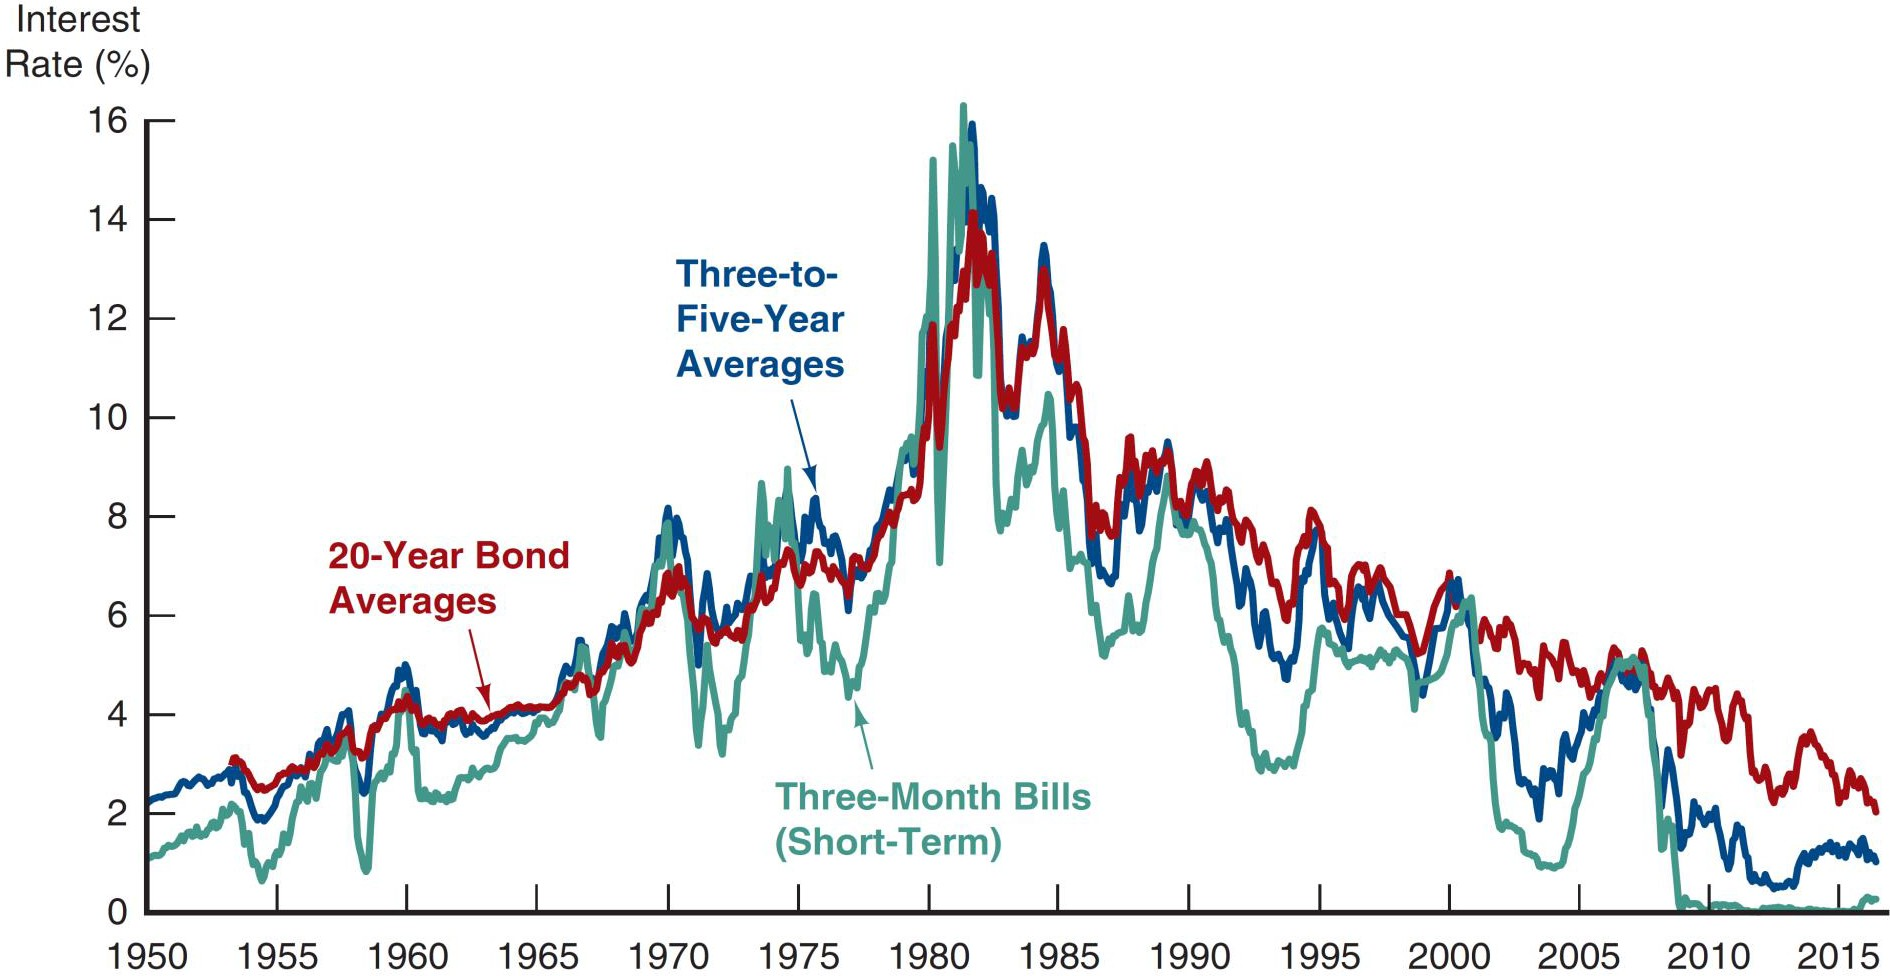 Interest
Rate (%)
16
14
12
10
8
6
4
2
0
Three-to-
Five-Year
Averages
20-Year Bond
Averages
Three-Month Bills
(Short-Term)
1950 1955 1960 1965 1970 1975 1980 1985 1990 1995 2000 2005 2010 2015